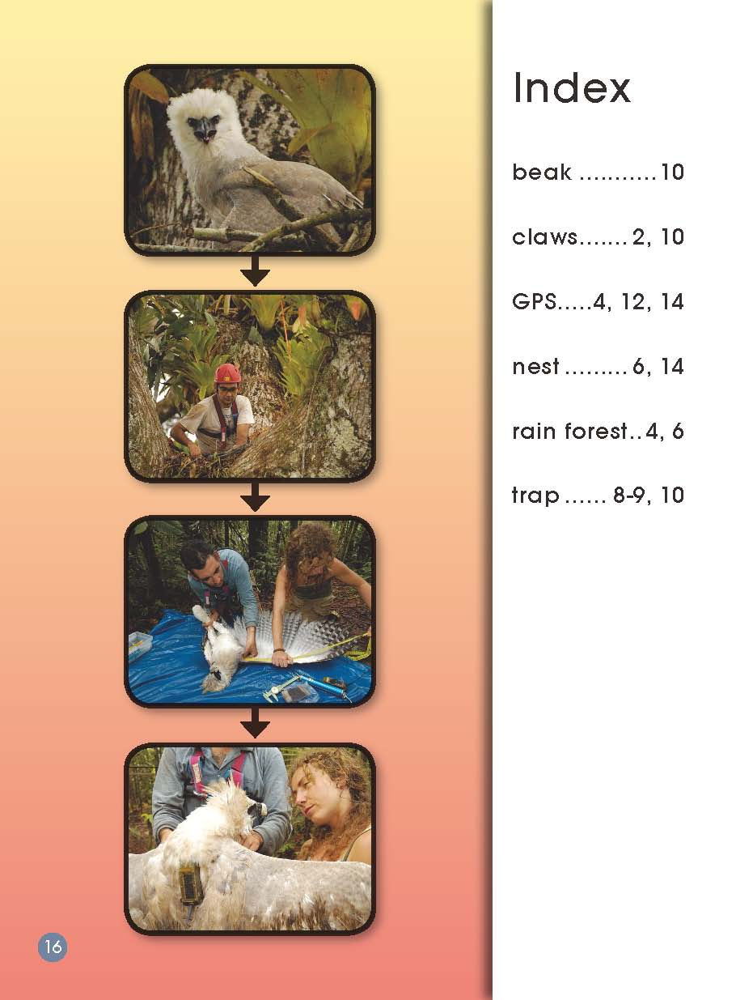 Index
beak ...........10
claws....... 2, 10
GPS.....4, 12, 14
nest ......... 6, 14
rain forest..4, 6
trap ...... 8-9, 10
16